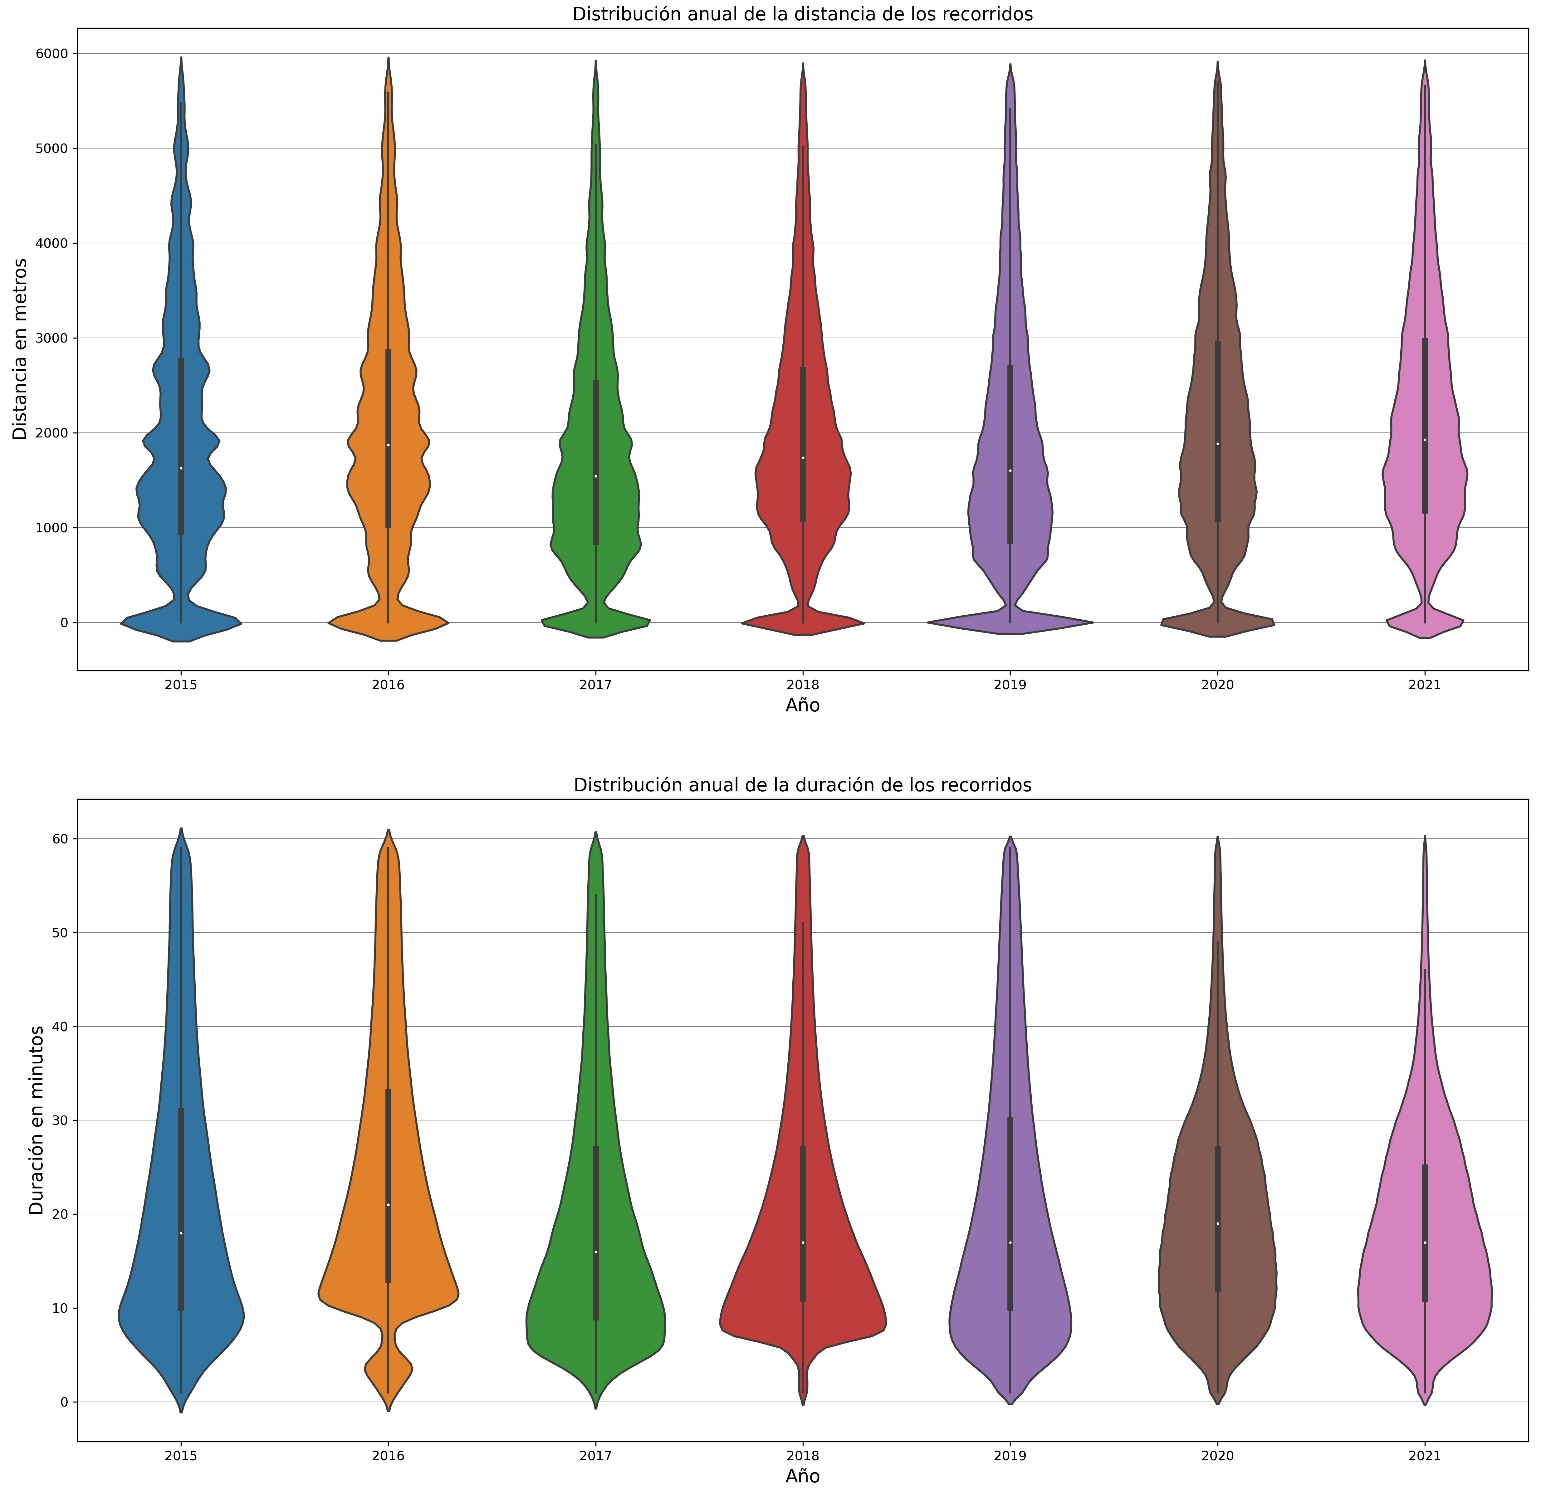 Distribución anual de la distancia de los recorridos
6000
5000
4000
3000
2000
1000
0
Distancia en metros
2015 2016 2017 2018 2019 2020 2021
Año
Distribución anual de la duración de los recorridos
60
50
40
30
20
10
0
Duración en minutos
2015 2016 2017 2018 2019 2020 2021
Año